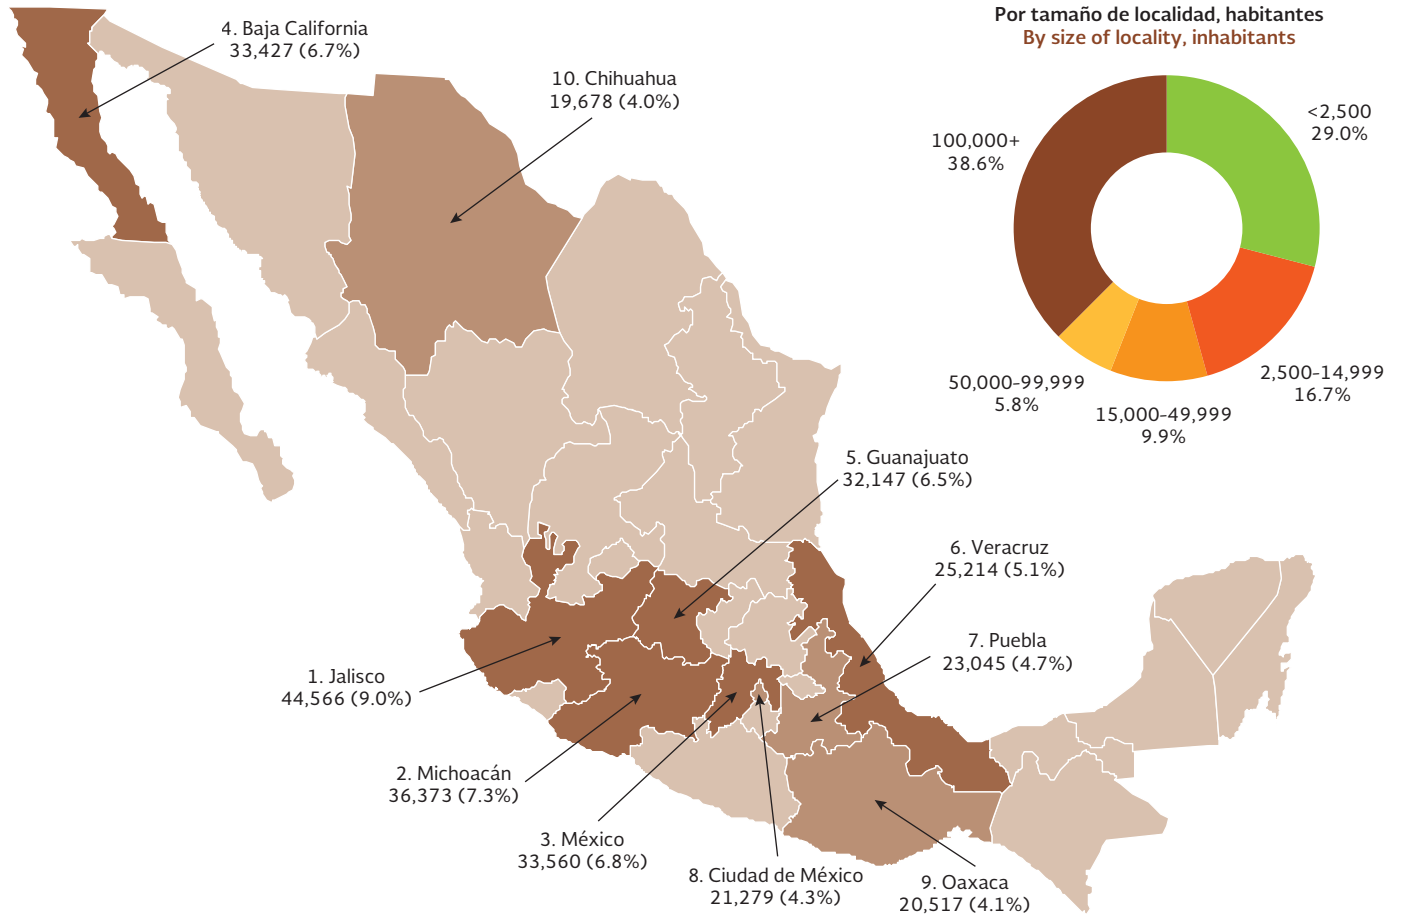 Por tamaño de localidad, habitantes
By size of locality, inhabitants
4. Baja California
33,427 (6.7%)
10. Chihuahua
19,678 (4.0%)
<2,500
29.0%
100,000+
38.6%
2,500-14,999
16.7%
50,000-99,999
5.8%
15,000-49,999
9.9%
5. Guanajuato
32,147 (6.5%)
6. Veracruz
25,214 (5.1%)
7. Puebla
23,045 (4.7%)
1. Jalisco
44,566 (9.0%)
2. Michoacán
36,373 (7.3%)
3. México
33,560 (6.8%)
8. Ciudad de México
21,279 (4.3%)
9. Oaxaca
20,517 (4.1%)